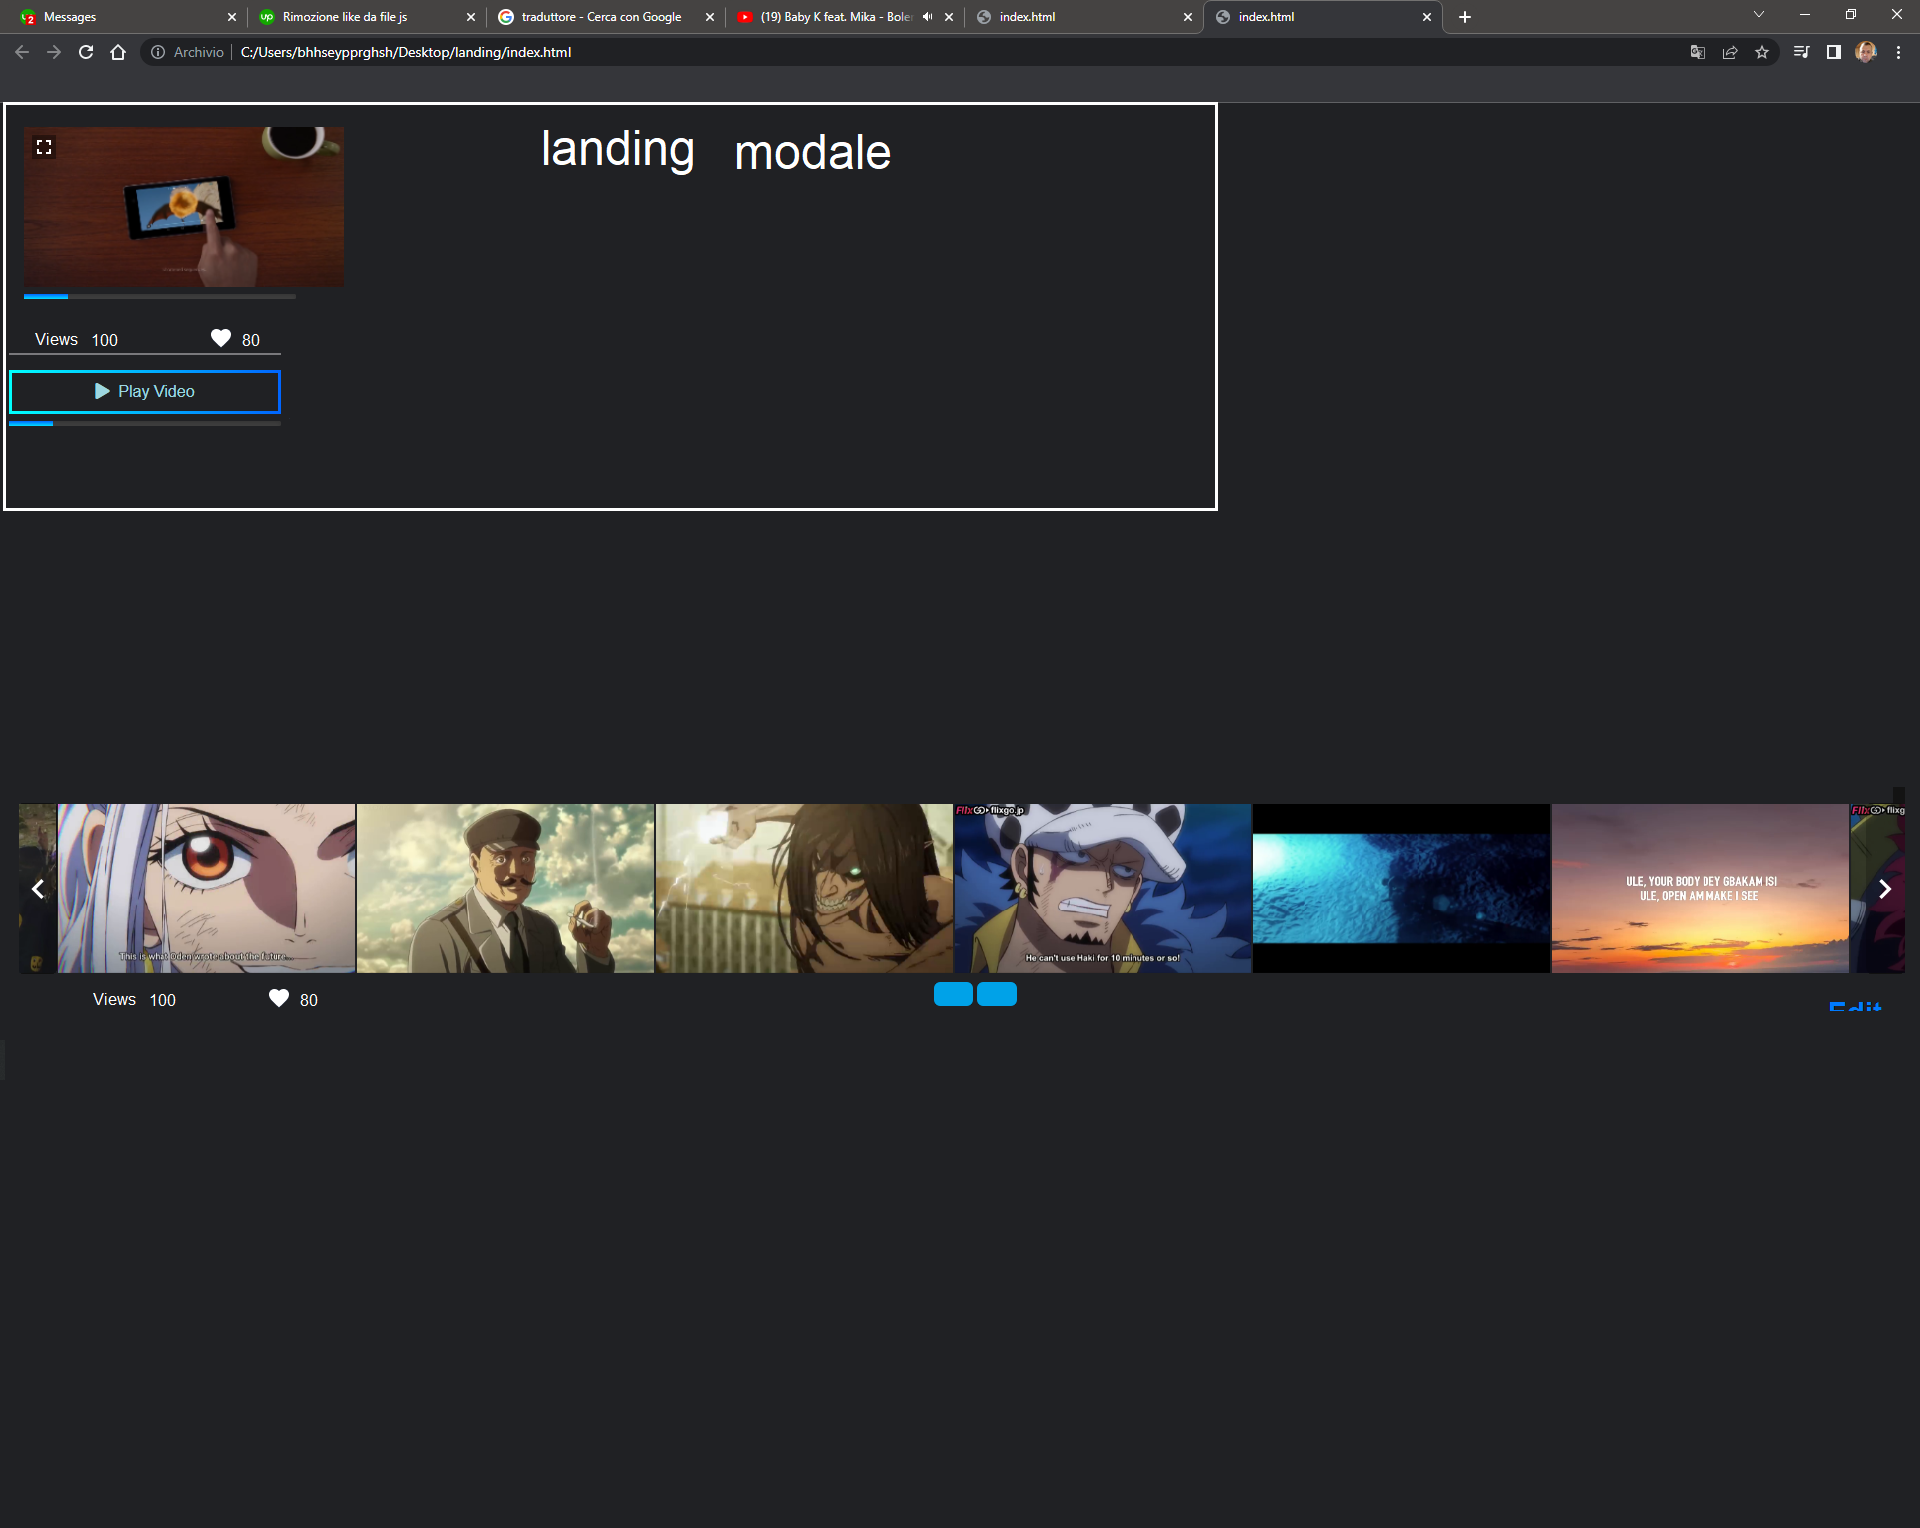 Messages
Rimozione like da file js
traduttore - Cerca con Google
(19) Baby K feat. Mika - Boler
index.html
index.html
Archivio
C:/Users/bhhseypprghsh/Desktop/landing/index.html
landing modale
Views 100 80
Play Video
FlixGO flixgo.jp
FlixGO flixg
ULE, YOUR BODY DEY GBAKAM ISI
ULE, OPEN AM MAKE I SEE
This is what Oden wrote about the future...
He can't use Haki for 10 minutes or so!
Views 100 80
Edit